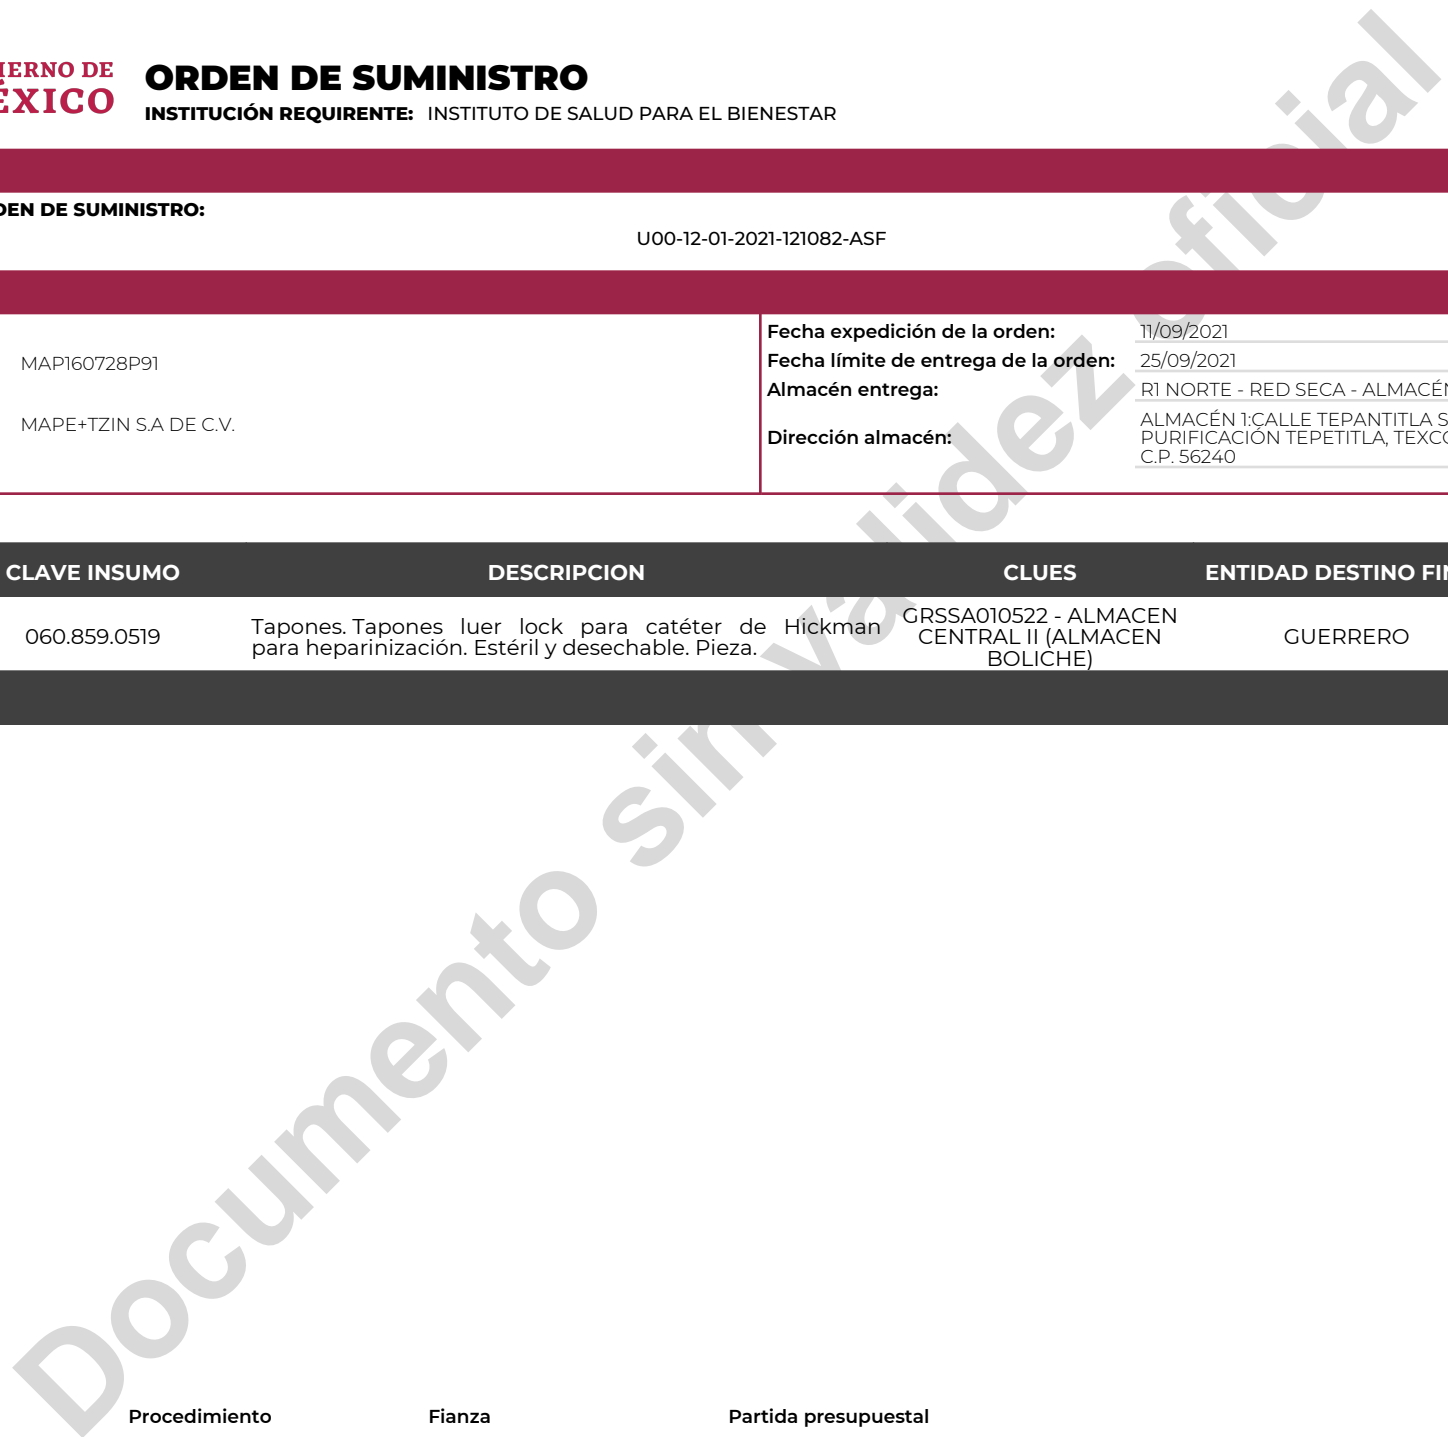 IERNO DE
ÉXICO
ORDEN DE SUMINISTRO
INSTITUCIÓN REQUIRENTE: INSTITUTO DE SALUD PARA EL BIENESTAR
DEN DE SUMINISTRO:
U00-12-01-2021-121082-ASF
MAP160728P91
MAPE+TZIN S.A DE C.V.
Fecha expedición de la orden: 11/09/2021
Fecha límite de entrega de la orden: 25/09/2021
Almacén entrega: R1 NORTE - RED SECA - ALMACÉN
Dirección almacén:
ALMACÉN 1:CALLE TEPANTITLA S
PURIFICACIÓN TEPETITLA, TEXCO
C.P. 56240
CLAVE INSUMO DESCRIPCION CLUES ENTIDAD DESTINO FIN
060.859.0519
Tapones. Tapones luer lock para catéter de Hickman
para heparinización. Estéril y desechable. Pieza.
GRSSA010522 - ALMACEN
CENTRAL II (ALMACEN
BOLICHE)
GUERRERO
Documento sin validez oficial
Procedimiento Fianza Partida presupuestal